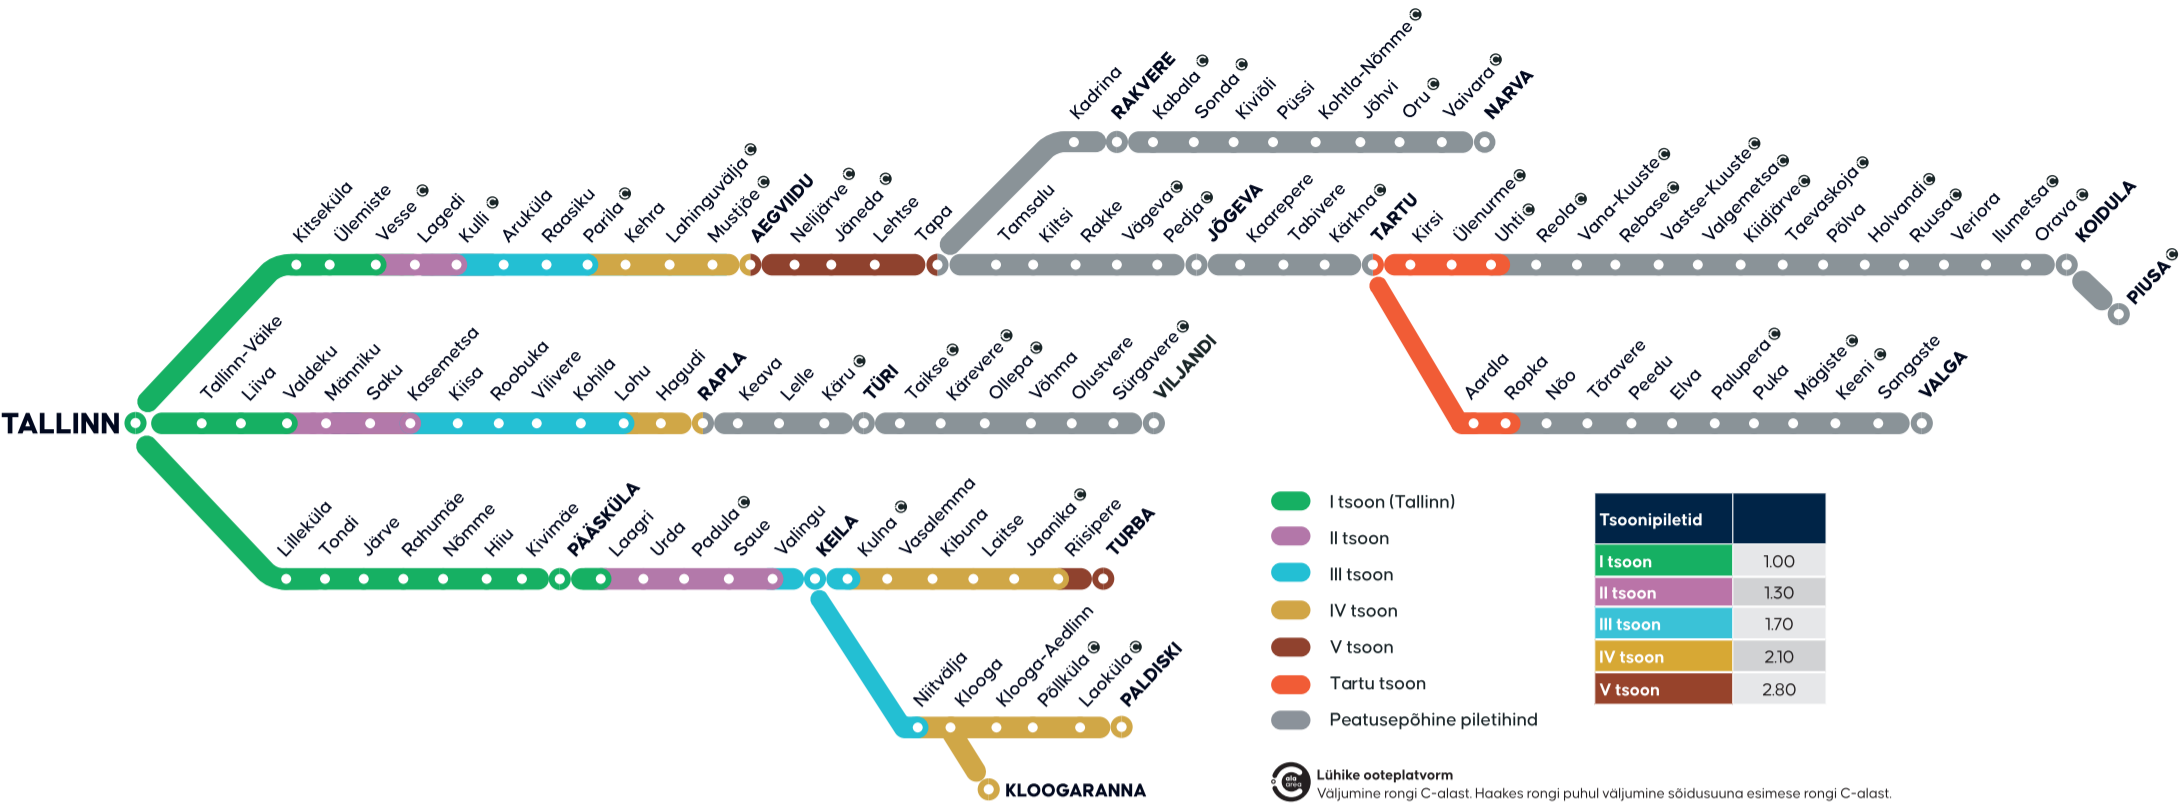 Kadrina
RAKVERE
Kabala C
Sonda C
Kiviõli
Püssi
Kohtla-Nõmme C
Jõhvi
Oru C
Vaivara C
NARVA
Kitseküla
Ülemiste
Vesse C
Lagedi
Kulli C
Aruküla
Raasiku
Parila C
Kehra
Lahinguvälja C
Mustjõe C
AEGVIIDU
Nelijärve C
Jäneda C
Lehtse
Tapa
Tamsalu
Kiltsi
Rakke
Vägeva C
Pedja C
JÕGEVA
Kaarepere
Tabivere
Kärkna C
TARTU
Kirsi
Ülenurme C
Uhti C
Reola C
Vana-Kuuste C
Rebase C
Vastse-Kuuste C
Valgemetsa C
Kiidjärve C
Taevaskoja C
Põlva
Holvandi C
Ruusa C
Veriora
Ilumetsa C
Orava C
KOIDULA
PIUSA C
TALLINN
Tallinn-Väike
Liiva
Valdeku
Männiku
Saku
Kasemetsa
Kiisa
Roobuka
Vilivere
Kohila
Lohu
Hagudi
RAPLA
Keava
Lelle
Käru C
TÜRI
Taikse C
Kärevere C
Ollepa C
Võhma
Olustvere
Sürgavere C
VILJANDI
Aardla
Ropka
Nõo
Tõravere
Peedu
Elva
Palupera C
Puka
Mägiste C
Keeni C
Sangaste
VALGA
Lilleküla
Tondi
Järve
Rahumäe
Nõmme
Hiiu
Kivimäe
PÄÄSKÜLA
Laagri
Urda
Padula C
Saue
Valingu
KEILA
Kulna C
Vasalemma
Kibuna
Laitse
Jaanika C
Riisipere
TURBA
Niitvälja
Klooga
Klooga-Aedlinn
Põllküla C
Laoküla C
PALDISKI
KLOOGARANNA
I tsoon (Tallinn)
II tsoon
III tsoon
IV tsoon
V tsoon
Tartu tsoon
Peatusepõhine piletihind
Tsoonipiletid
I tsoon 1.00
II tsoon 1.30
III tsoon 1.70
IV tsoon 2.10
V tsoon 2.80
C ala area
Lühike ooteplatvorm
Väljumine rongi C-alast. Haakes rongi puhul väljumine sõidusuuna esimese rongi C-alast.